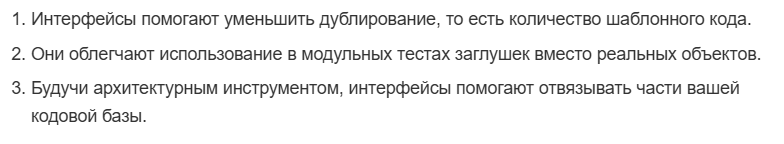 1. Интерфейсы помогают уменьшить дублирование, то есть количество шаблонного кода.
2. Они облегчают использование в модульных тестах заглушек вместо реальных объектов.
3. Будучи архитектурным инструментом, интерфейсы помогают отвязывать части вашей
кодовой базы.